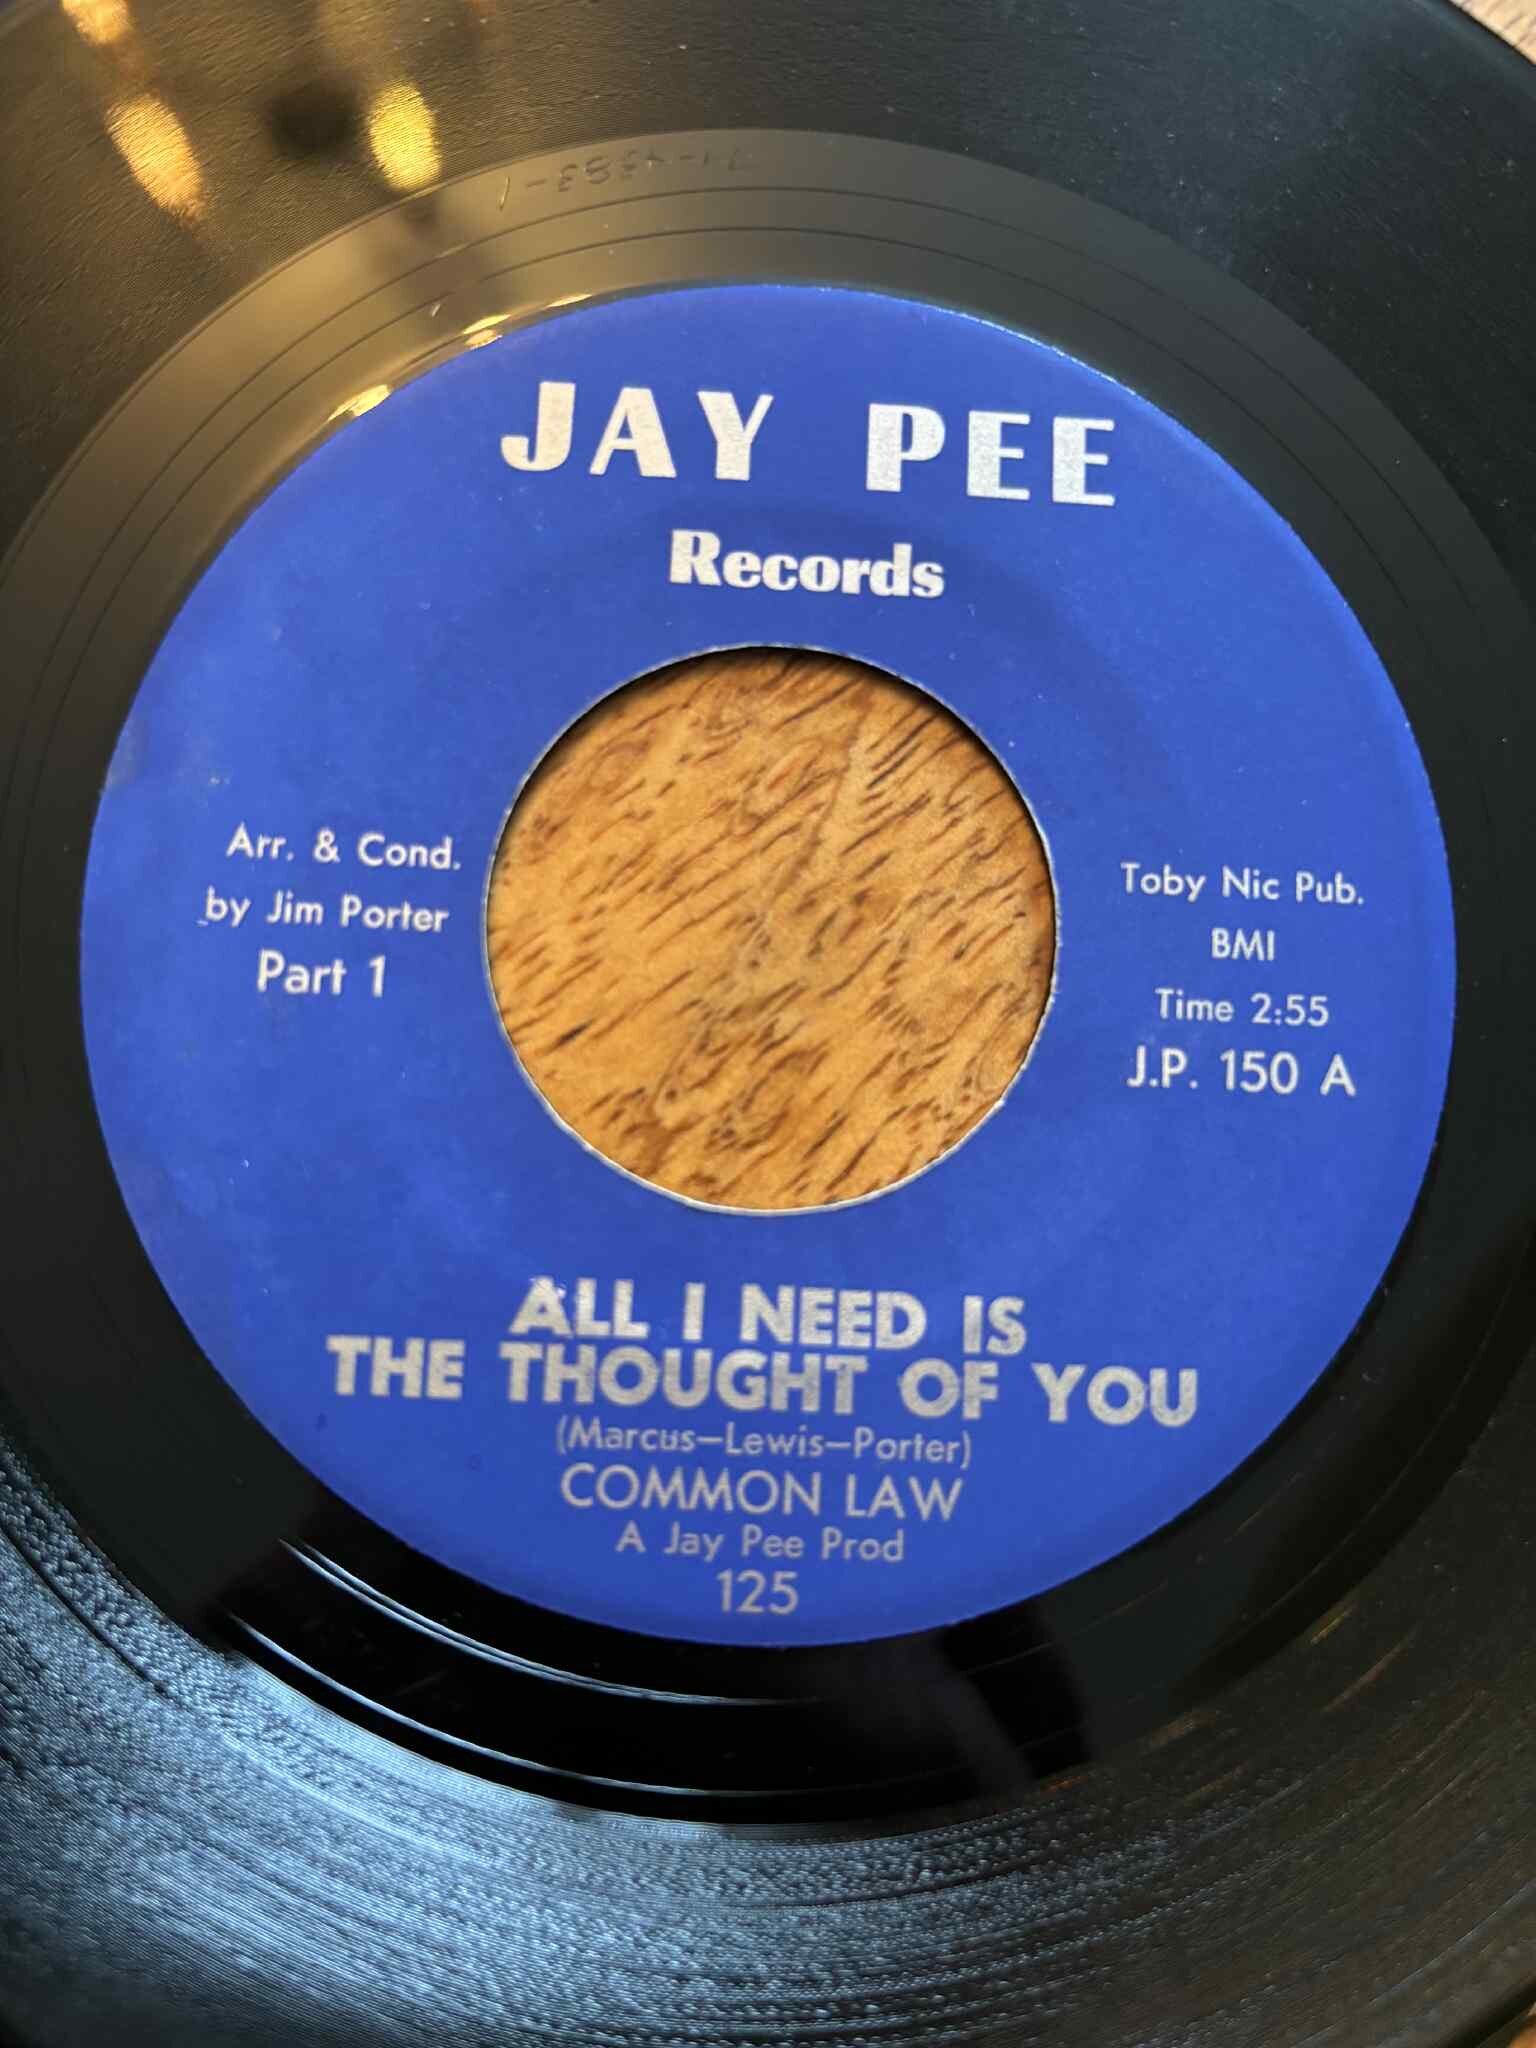 JAY PEE
Records
Arr. & Cond.
by Jim Porter
Part 1
Toby Nic Pub.
BMI
Time 2:55
J.P. 150 A
ALL I NEED IS
THE THOUGHT OF YOU
(Marcus–Lewis–Porter)
COMMON LAW
A Jay Pee Prod
125